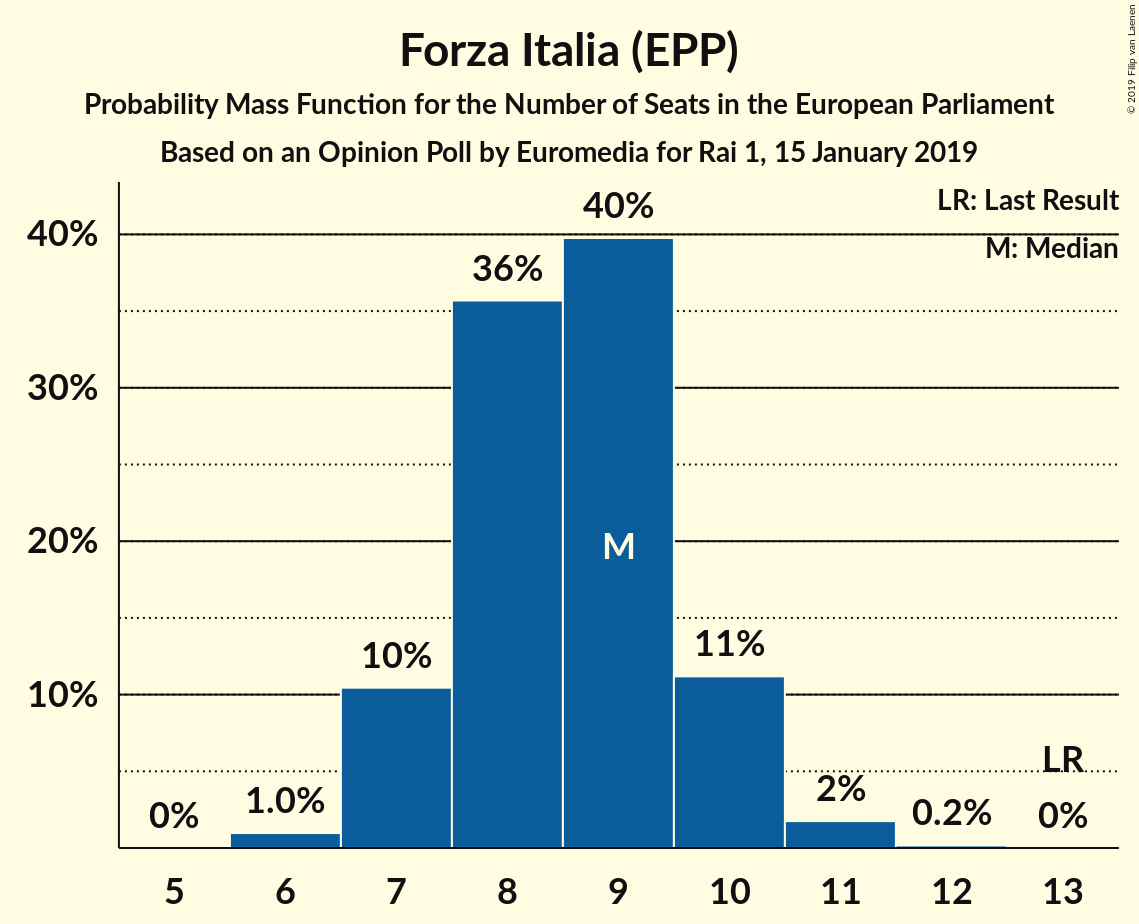 Forza Italia (EPP)
Probability Mass Function for the Number of Seats in the European Parliament
Based on an Opinion Poll by Euromedia for Rai 1, 15 January 2019
© 2019 Filip van Laenen
LR: Last Result
M: Median
40%
30%
20%
10%
0%
1.0%
10%
36%
40%
M
11%
2%
0.2%
LR
0%
5 6 7 8 9 10 11 12 13